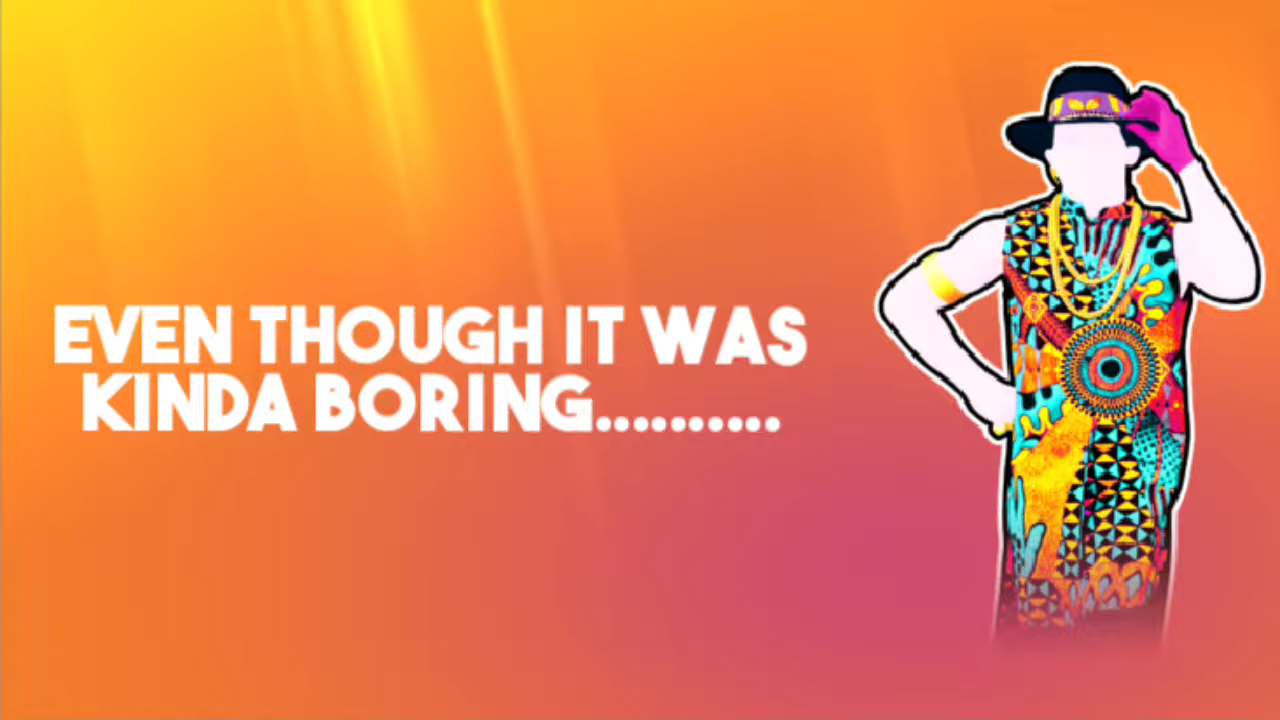 EVEN THOUGH IT WAS
KINDA BORING..........